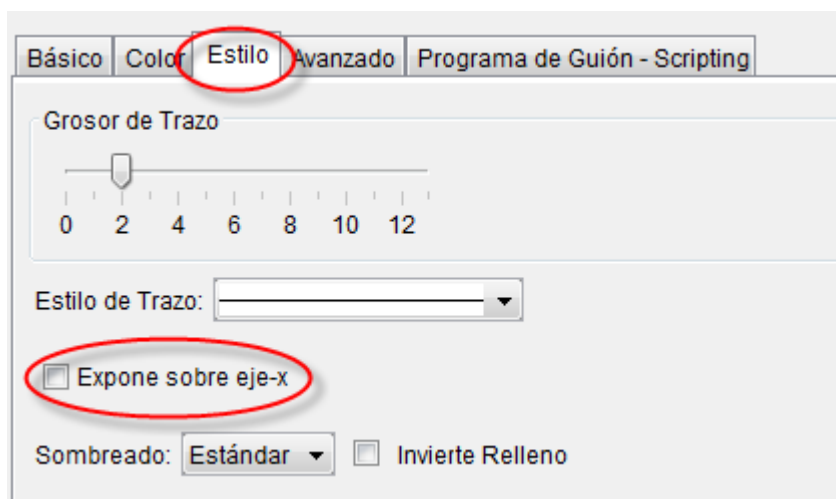 Básico Color Estilo Avanzado Programa de Guión - Scripting
Grosor de Trazo
0 2 4 6 8 10 12
Estilo de Trazo:
Expone sobre eje-x
Sombreado: Estándar Invierte Relleno